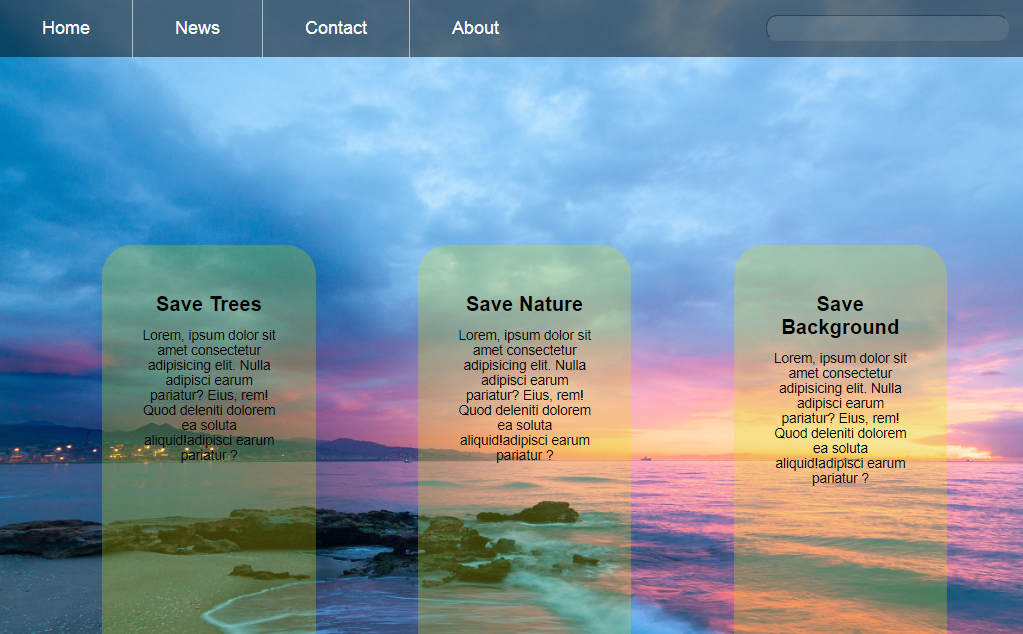 Home News Contact About
Save Trees
Lorem, ipsum dolor sit
amet consectetur
adipisicing elit. Nulla
adipisci earum
pariatur? Eius, rem!
Quod deleniti dolorem
ea soluta
aliquid!adipisci earum
pariatur ?
Save Nature
Lorem, ipsum dolor sit
amet consectetur
adipisicing elit. Nulla
adipisci earum
pariatur? Eius, rem!
Quod deleniti dolorem
ea soluta
aliquid!adipisci earum
pariatur ?
Save
Background
Lorem, ipsum dolor sit
amet consectetur
adipisicing elit. Nulla
adipisci earum
pariatur? Eius, rem!
Quod deleniti dolorem
ea soluta
aliquid!adipisci earum
pariatur ?